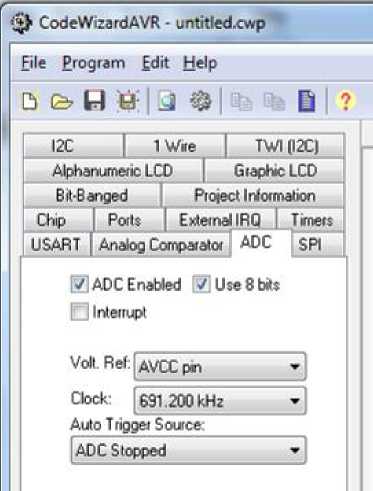 CodeWizardAVR - untitled.cwp
File Program Edit Help
I2C 1 Wire TWI (I2C)
Alphanumeric LCD Graphic LCD
Bit-Banged Project Information
Chip Ports External IRQ Timers
USART Analog Comparator ADC SPI
ADC Enabled Use 8 bits
Interrupt
Volt. Ref: AVCC pin
Clock: 691.200 kHz
Auto Trigger Source:
ADC Stopped